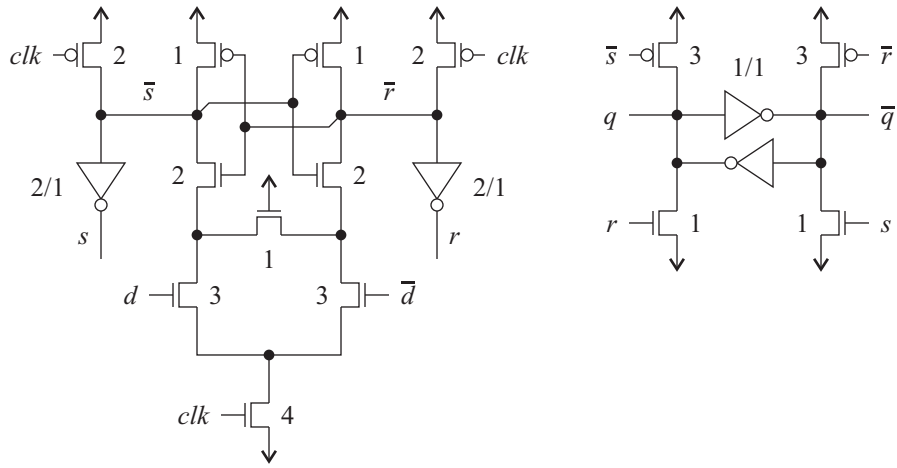 clk 2 1 1 2 clk
s̅ r̅
2 2
2/1 2/1
s 1 r
d 3 3 d̅
clk 4
s̅ 3 1/1 3 r̅
q q̅
r 1 1 s